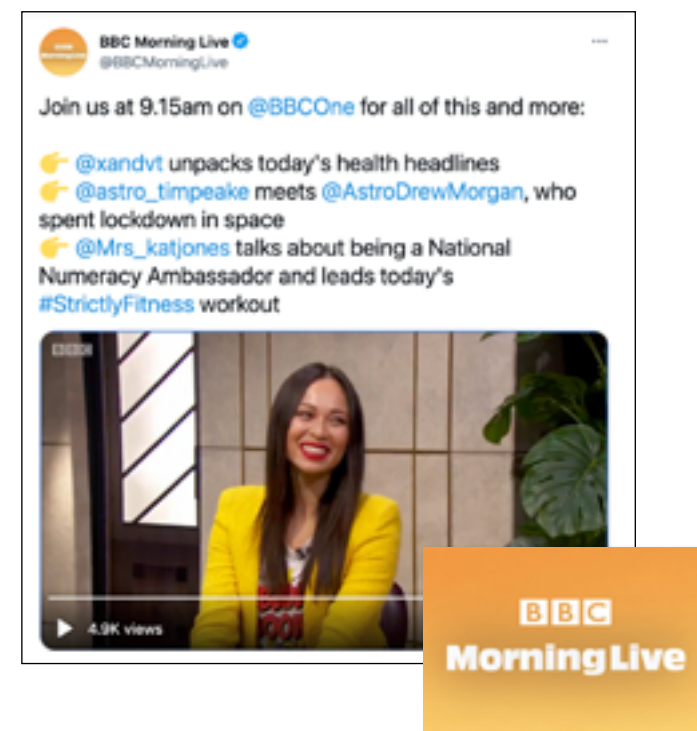 BBC Morning Live
@BBCMorningLive
Join us at 9.15am on @BBCOne for all of this and more:
👉 @xandvt unpacks today's health headlines
👉 @astro_timpeake meets @AstroDrewMorgan, who
spent lockdown in space
👉 @Mrs_katjones talks about being a National
Numeracy Ambassador and leads today's
#StrictlyFitness workout
BBC
4.9K views
BBC
Morning Live